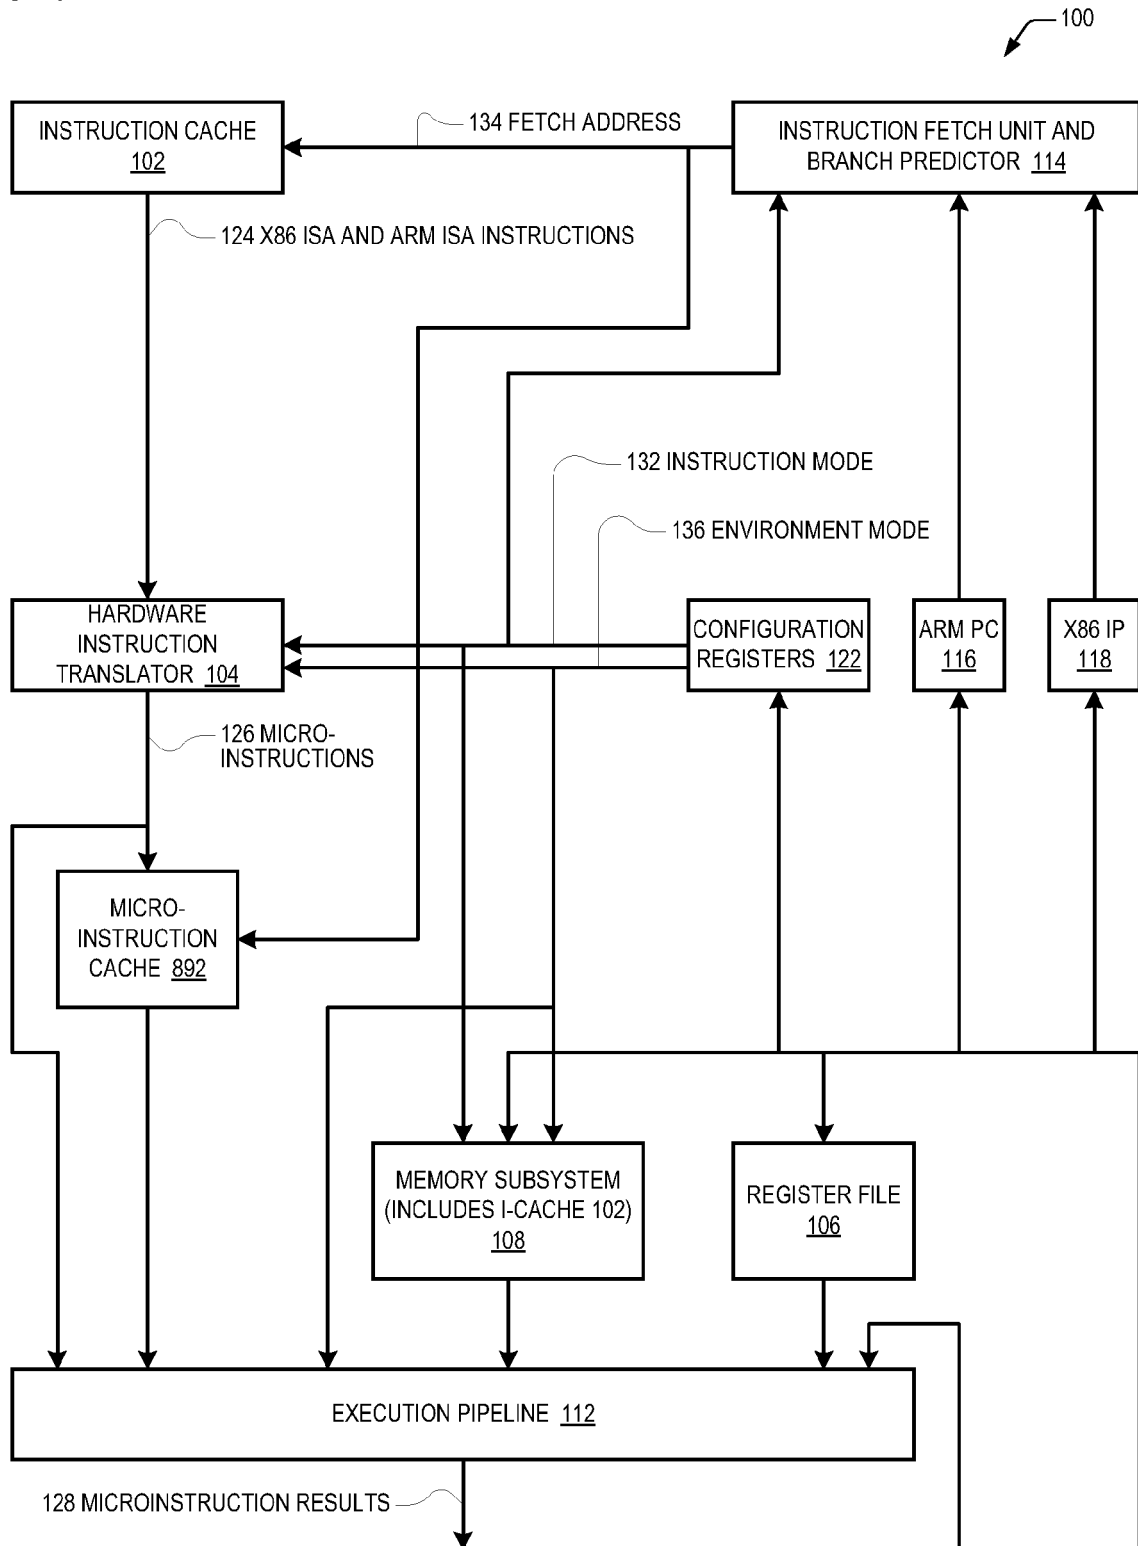 100
INSTRUCTION CACHE
102
134 FETCH ADDRESS
INSTRUCTION FETCH UNIT AND
BRANCH PREDICTOR 114
124 X86 ISA AND ARM ISA INSTRUCTIONS
132 INSTRUCTION MODE
136 ENVIRONMENT MODE
HARDWARE
INSTRUCTION
TRANSLATOR 104
CONFIGURATION
REGISTERS 122
ARM PC
116
X86 IP
118
126 MICRO-
INSTRUCTIONS
MICRO-
INSTRUCTION
CACHE 892
MEMORY SUBSYSTEM
(INCLUDES I-CACHE 102)
108
REGISTER FILE
106
EXECUTION PIPELINE 112
128 MICROINSTRUCTION RESULTS